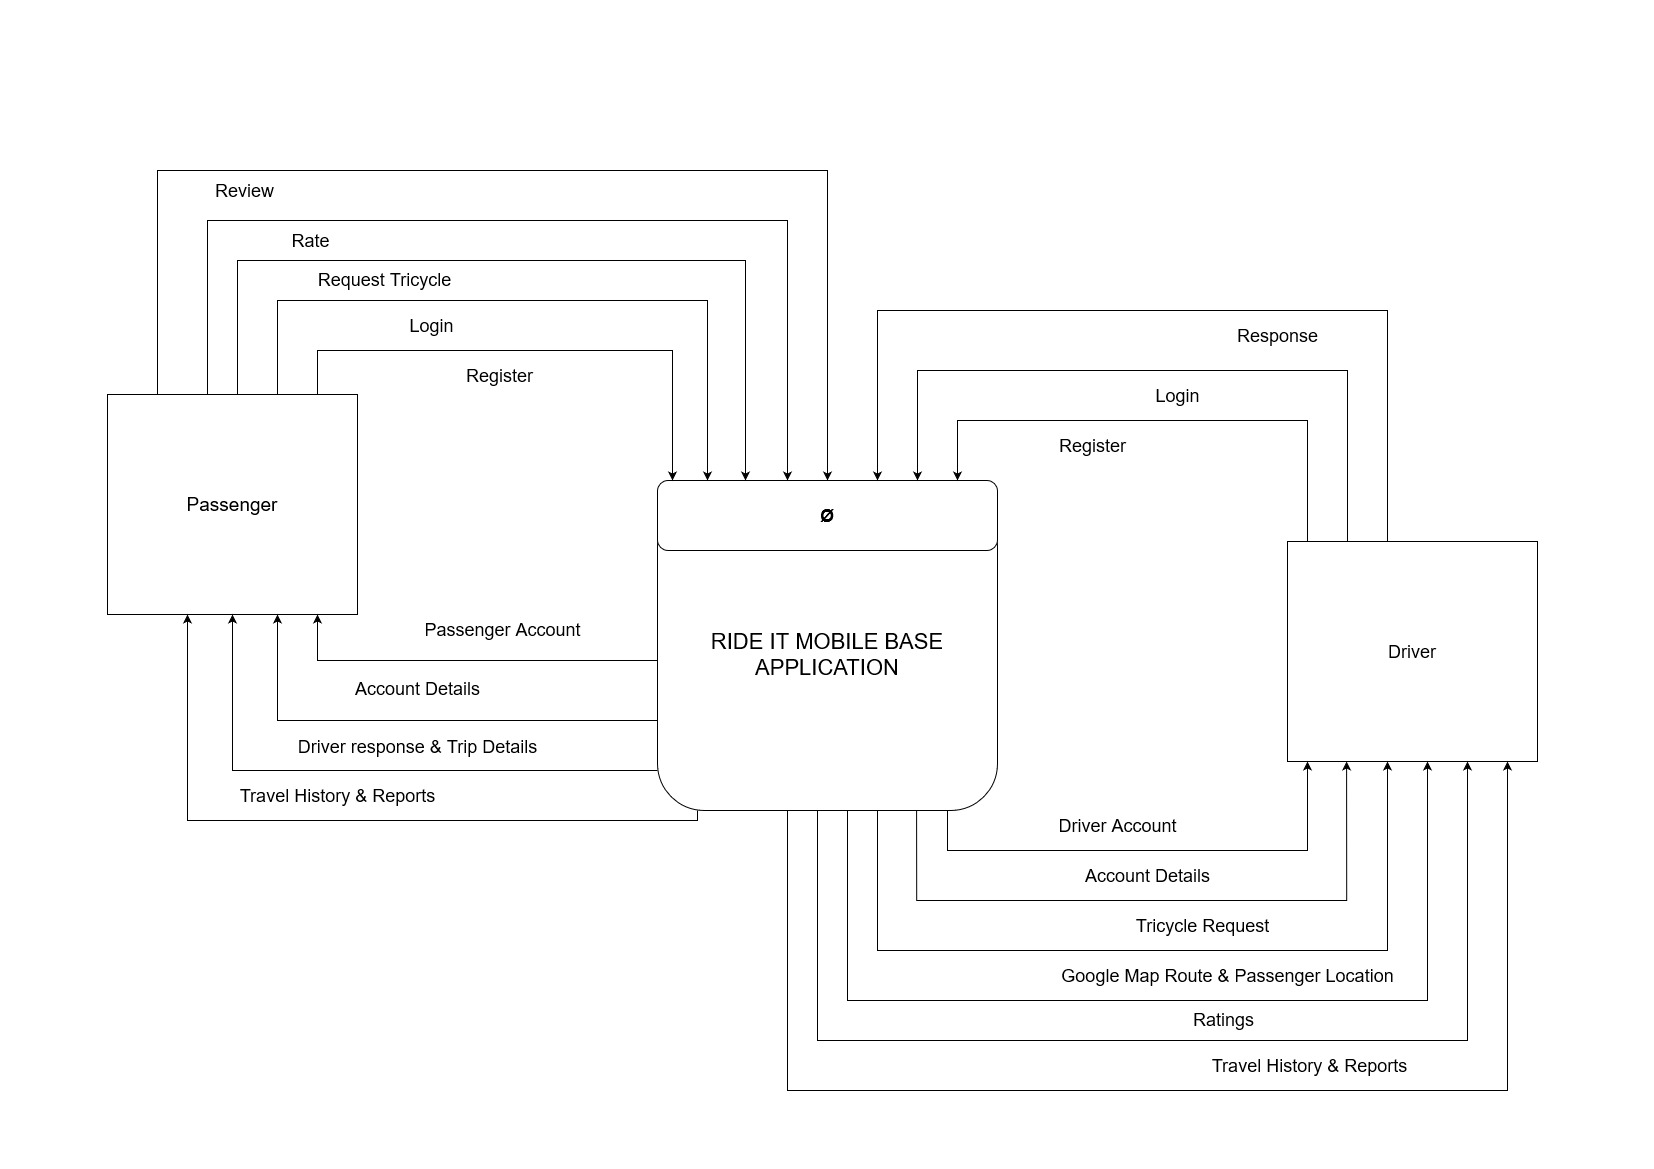 Review
Rate
Request Tricycle
Login
Register
Response
Login
Register
Passenger
Ø
RIDE IT MOBILE BASE
APPLICATION
Driver
Passenger Account
Account Details
Driver response & Trip Details
Travel History & Reports
Driver Account
Account Details
Tricycle Request
Google Map Route & Passenger Location
Ratings
Travel History & Reports